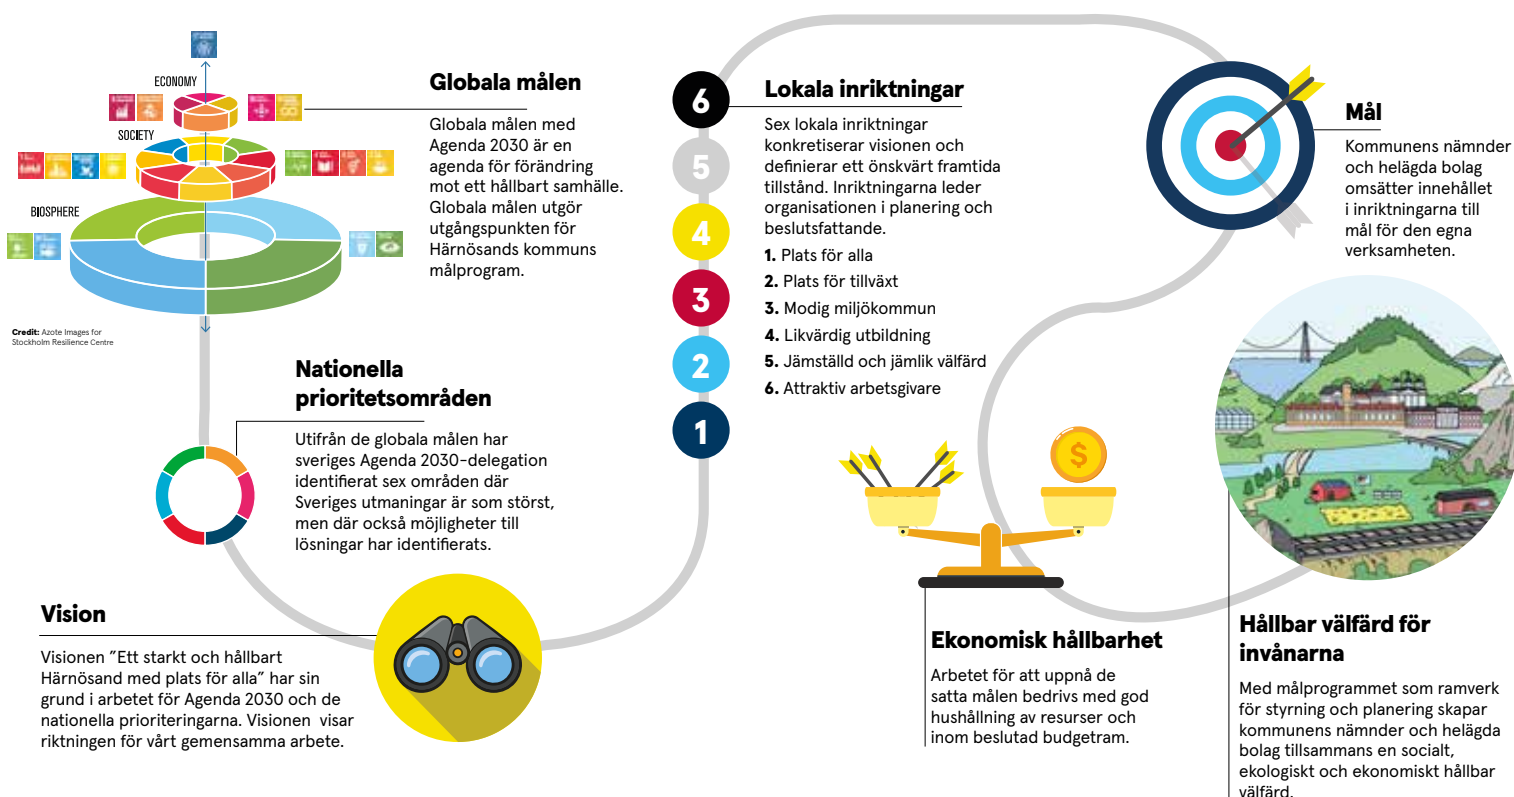 ECONOMY
SOCIETY
BIOSPHERE
Credit: Azote Images for
Stockholm Resilience Centre
Globala målen
Globala målen med
Agenda 2030 är en
agenda för förändring
mot ett hållbart samhälle.
Globala målen utgör
utgångspunkten för
Härnösands kommuns
målprogram.
Nationella
prioritetsområden
Utifrån de globala målen har
sveriges Agenda 2030-delegation
identifierat sex områden där
Sveriges utmaningar är som störst,
men där också möjligheter till
lösningar har identifierats.
Vision
Visionen ”Ett starkt och hållbart
Härnösand med plats för alla” har sin
grund i arbetet för Agenda 2030 och de
nationella prioriteringarna. Visionen visar
riktningen för vårt gemensamma arbete.
6
5
4
3
2
1
Lokala inriktningar
Sex lokala inriktningar
konkretiserar visionen och
definierar ett önskvärt framtida
tillstånd. Inriktningarna leder
organisationen i planering och
beslutsfattande.
1. Plats för alla
2. Plats för tillväxt
3. Modig miljökommun
4. Likvärdig utbildning
5. Jämställd och jämlik välfärd
6. Attraktiv arbetsgivare
Mål
Kommunens nämnder
och helägda bolag
omsätter innehållet
i inriktningarna till
mål för den egna
verksamheten.
$
Ekonomisk hållbarhet
Arbetet för att uppnå de
satta målen bedrivs med god
hushållning av resurser och
inom beslutad budgetram.
Hållbar välfärd för
invånarna
Med målprogrammet som ramverk
för styrning och planering skapar
kommunens nämnder och helägda
bolag tillsammans en socialt,
ekologiskt och ekonomiskt hållbar
välfärd.